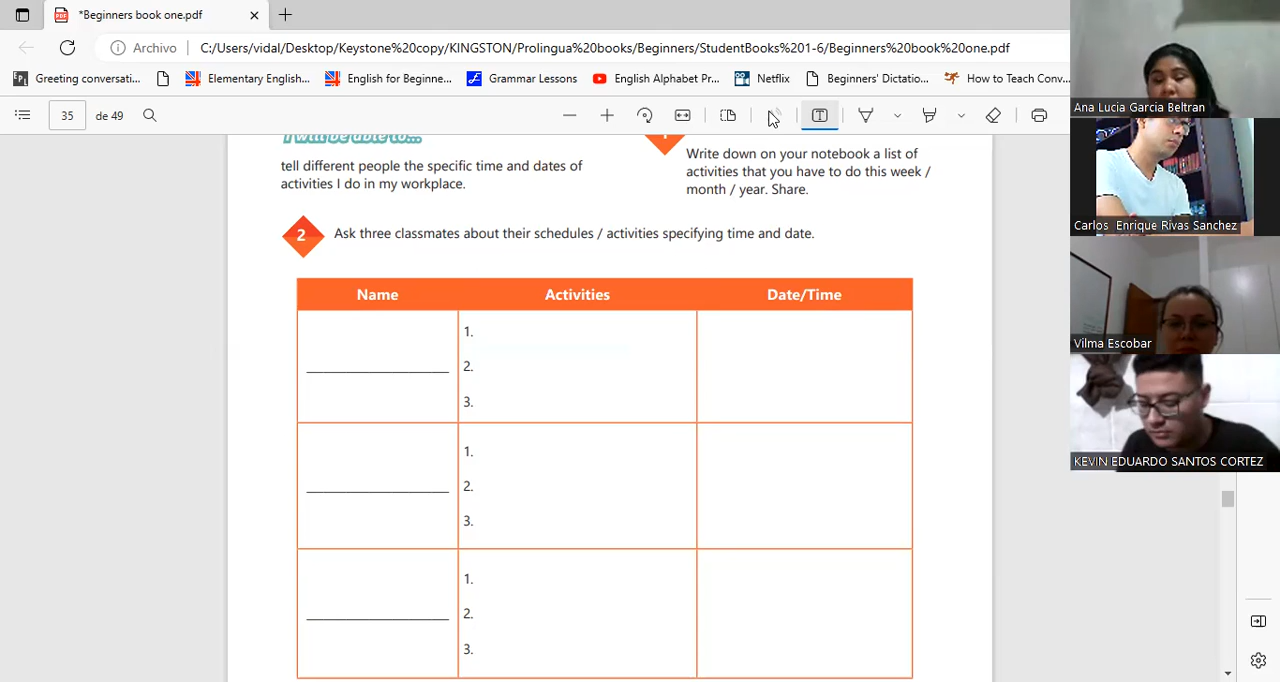 *Beginners book one.pdf
Archivo
C:/Users/vidal/Desktop/Keystone%20copy/KINGSTON/Prolingua%20books/Beginners/StudentBooks%201-6/Beginners%20book%20one.pdf
Greeting conversati...
Elementary English...
English for Beginne...
Grammar Lessons
English Alphabet Pr...
Netflix
Beginners' Dictatio...
How to Teach Conv...
35
de 49
I will be able to...
tell different people the specific time and dates of
activities I do in my workplace.
Write down on your notebook a list of
activities that you have to do this week /
month / year. Share.
2
Ask three classmates about their schedules / activities specifying time and date.
Name
Activities
Date/Time
1.
2.
3.
1.
2.
3.
1.
2.
3.
Ana Lucia Garcia Beltran
Carlos Enrique Rivas Sanchez
Vilma Escobar
KEVIN EDUARDO SANTOS CORTEZ